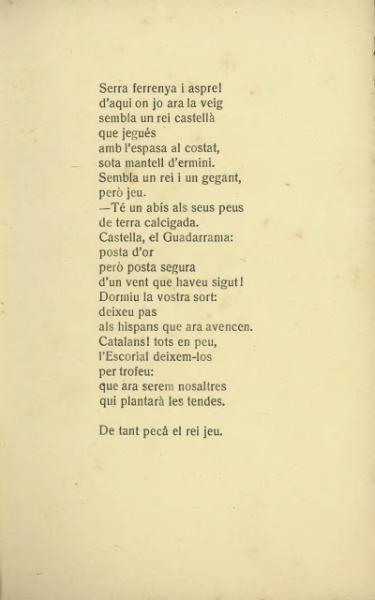 Serra ferrenya i aspre!
d'aqui on jo ara la veig
sembla un rei castellà
que jegués
amb l'espasa al costat,
sota mantell d'ermini.
Sembla un rei i un gegant,
però jeu.
—Té un abís als seus peus
de terra calcigada.
Castella, el Guadarrama:
posta d'or
però posta segura
d'un vent que haveu sigut!
Dormiu la vostra sort:
deixeu pas
als hispans que ara avencen.
Catalans! tots en peu,
l'Escorial deixem-los
per trofeu:
que ara serem nosaltres
qui plantarà les tendes.
De tant pecâ el rei jeu.